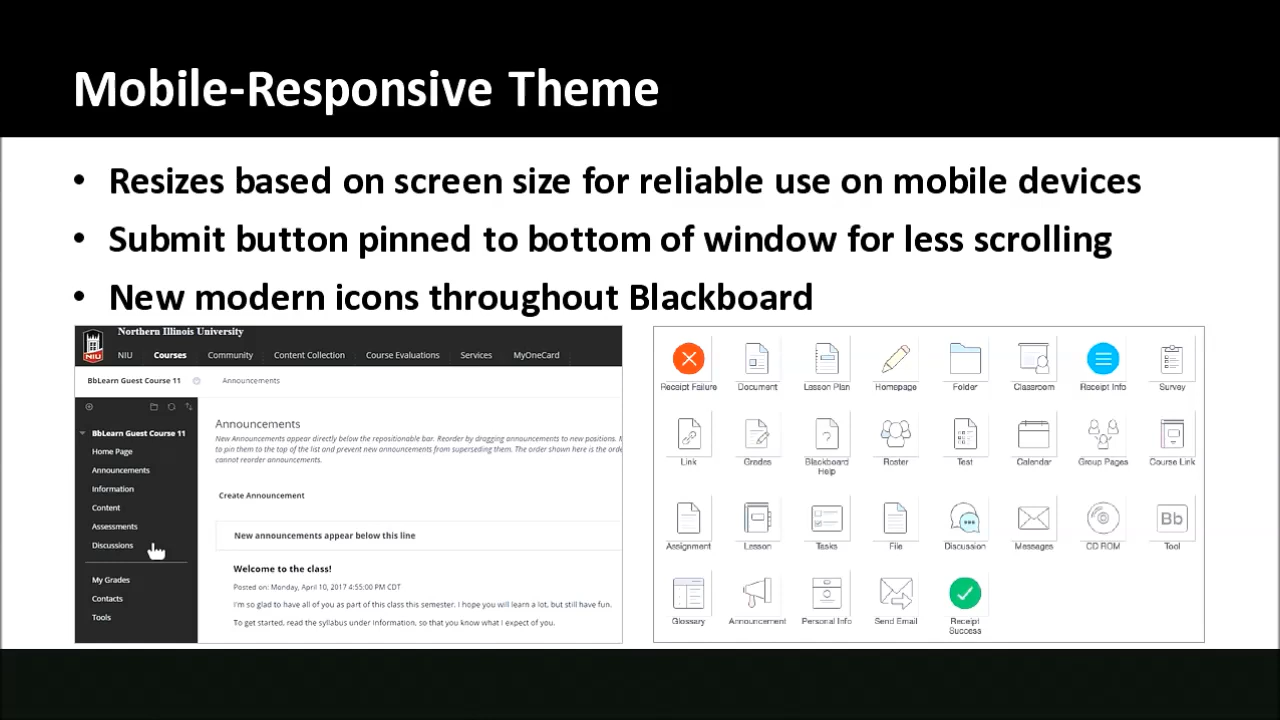 Mobile-Responsive Theme
• Resizes based on screen size for reliable use on mobile devices
• Submit button pinned to bottom of window for less scrolling
• New modern icons throughout Blackboard
Northern Illinois University
NIU
NIU Courses Community Content Collection Course Evaluations Services MyOneCard
BbLearn Guest Course 11 Announcements
BbLearn Guest Course 11
Home Page
Announcements
Information
Content
Assessments
Discussions
My Grades
Contacts
Tools
Announcements
New Announcements appear directly below the repositionable bar. Reorder by dragging announcements to new positions.
to pin them to the top of the list and prevent new announcements from superseding them. The order shown here is the
cannot reorder announcements.
Create Announcement
New announcements appear below this line
Welcome to the class!
Posted on: Monday, April 10, 2017 4:55:00 PM CDT
I'm so glad to have all of you as part of this class this semester. I hope you will learn a lot, but still have fun.
To get started, read the syllabus under Information, so that you know what I expect of you.
Receipt Failure Document Lesson Plan Homepage Folder Classroom Receipt Info Survey
Link Grades Blackboard Help Roster Test Calendar Group Pages Course Link
Bb
Assignment Lesson Tasks File Discussion Messages CD ROM Tool
Glossary Announcement Personal Info Send Email Receipt Success